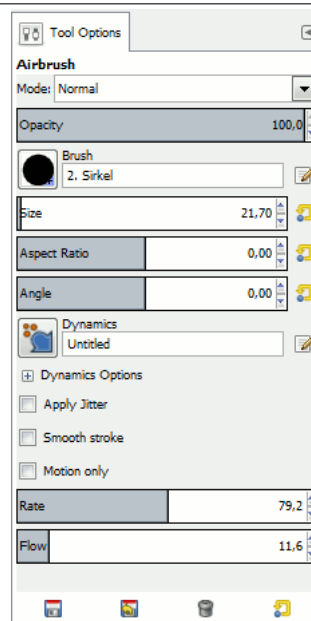 Tool Options
Airbrush
Mode: Normal
Opacity 100,0
Brush
2. Sirkel
Size 21,70
Aspect Ratio 0,00
Angle 0,00
Dynamics
Untitled
Dynamics Options
Apply Jitter
Smooth stroke
Motion only
Rate 79,2
Flow 11,6